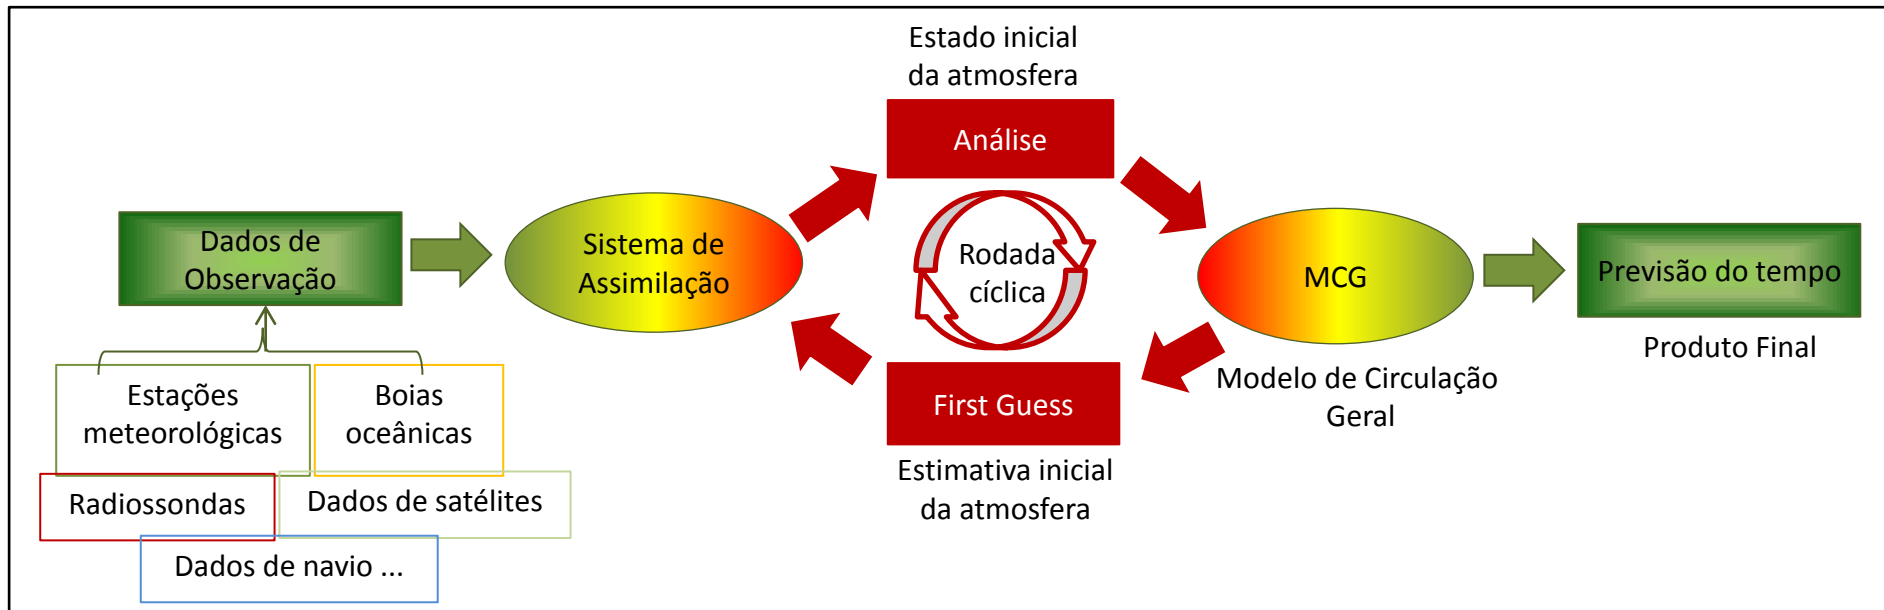 Estado inicial
da atmosfera
Análise
Dados de
Observação
Sistema de
Assimilação
Rodada
cíclica
MCG
Previsão do tempo
Produto Final
Modelo de Circulação
Geral
First Guess
Estimativa inicial
da atmosfera
Estações
meteorológicas
Boias
oceânicas
Radiossondas
Dados de satélites
Dados de navio ...